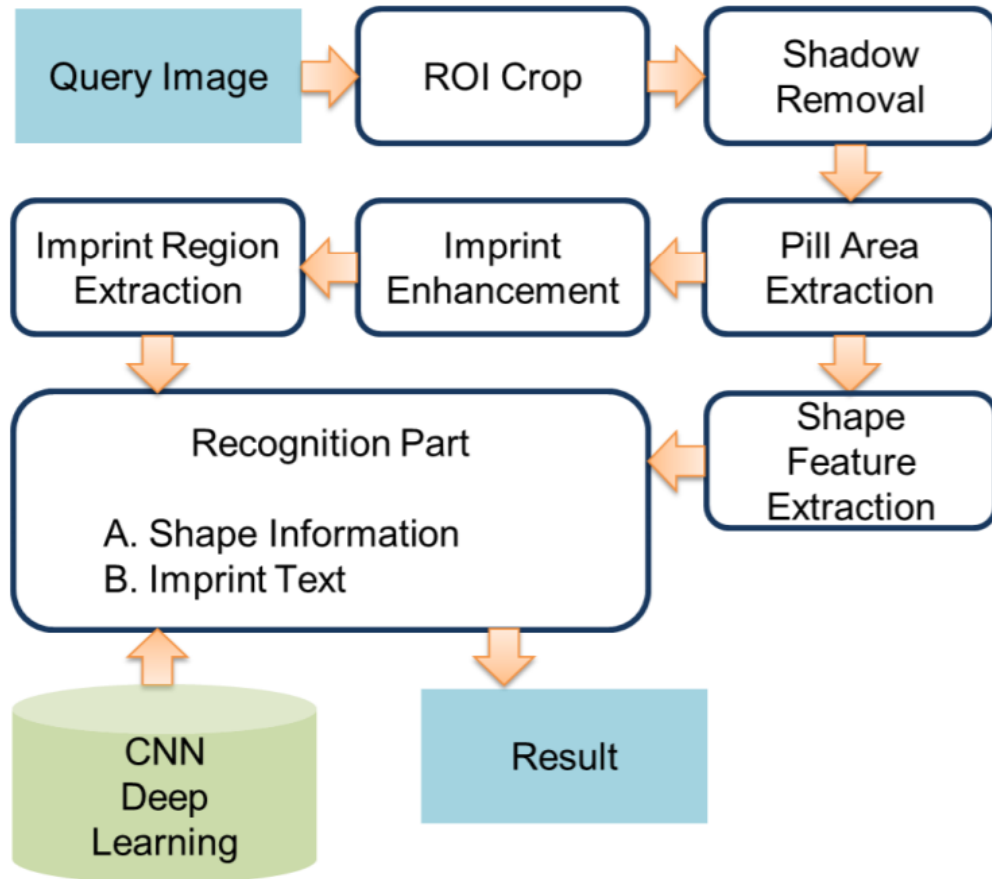 Query Image
ROI Crop
Shadow
Removal
Imprint Region
Extraction
Imprint
Enhancement
Pill Area
Extraction
Recognition Part
A. Shape Information
B. Imprint Text
Shape
Feature
Extraction
CNN
Deep
Learning
Result